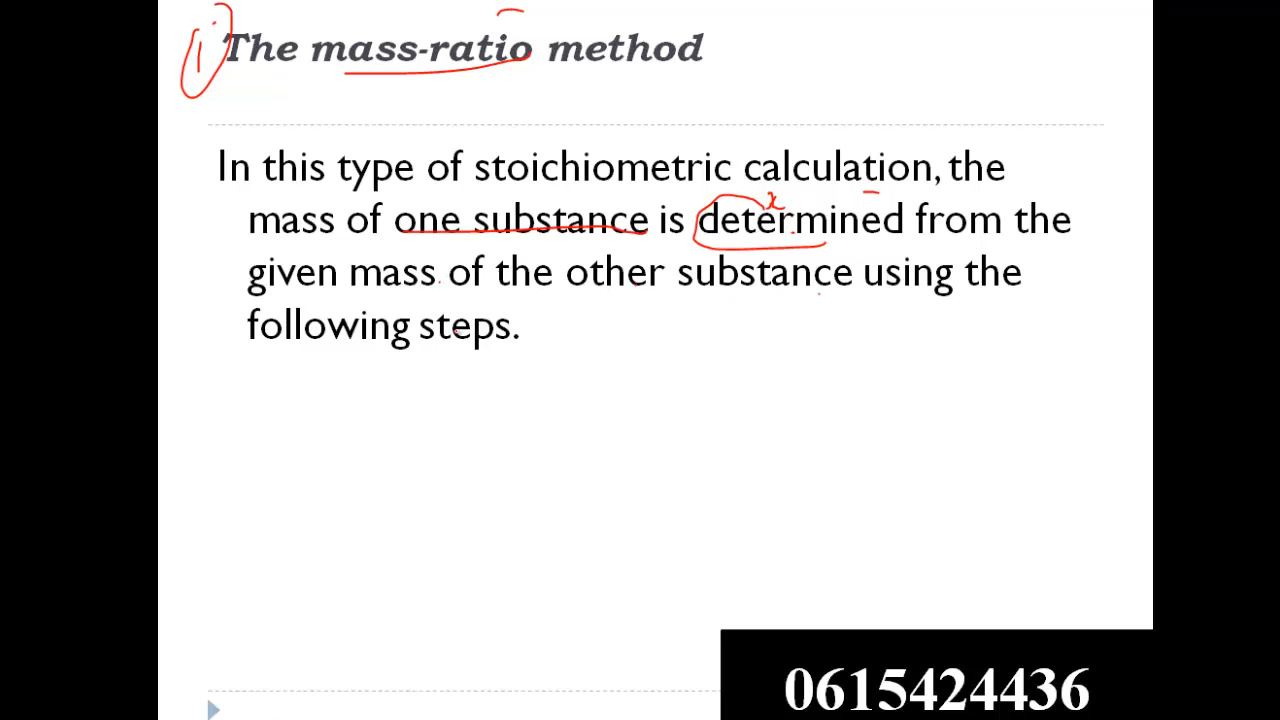 i
The mass-ratio method
In this type of stoichiometric calculation, the
x
mass of one substance is determined from the
given mass of the other substance using the
following steps.
0615424436